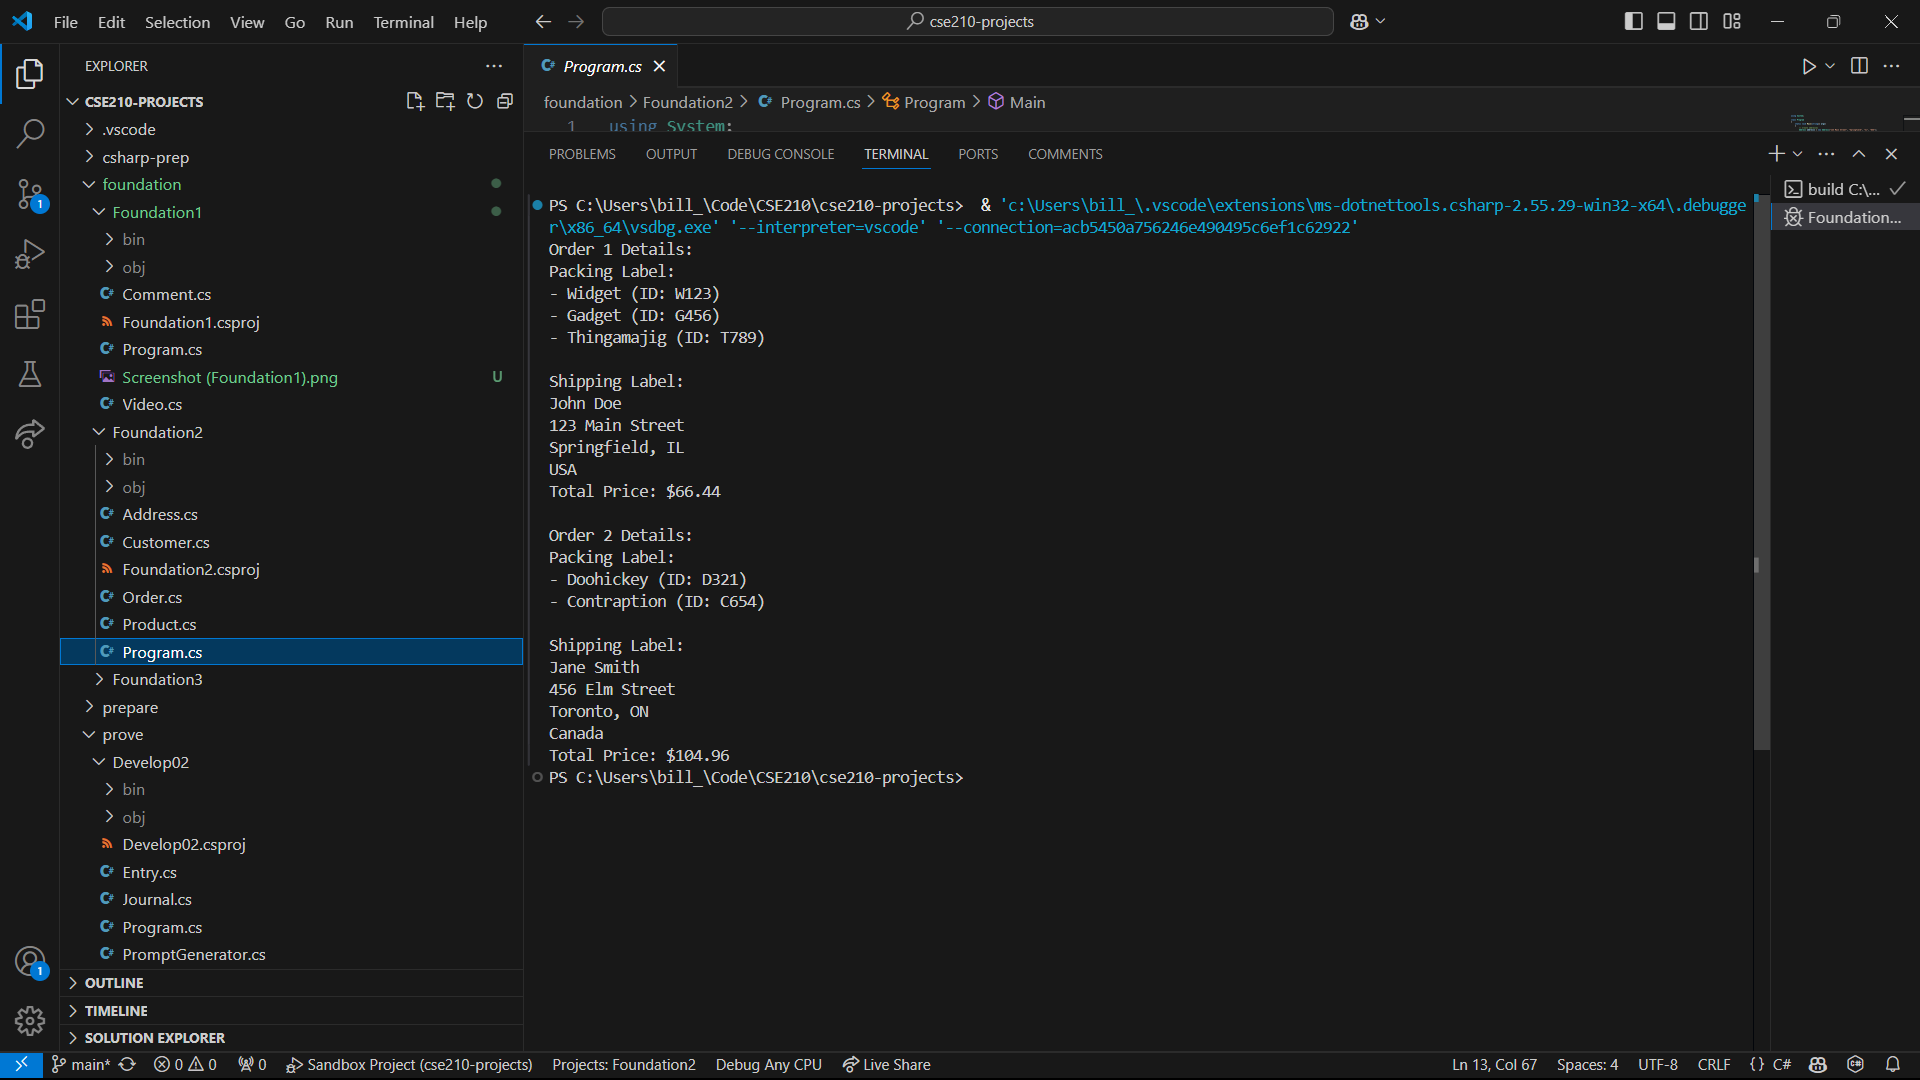 File Edit Selection View Go Run Terminal Help
cse210-projects
EXPLORER
CSE210-PROJECTS
.vscode
csharp-prep
foundation
Foundation1
bin
obj
Comment.cs
Foundation1.csproj
Program.cs
Screenshot (Foundation1).png U
Video.cs
Foundation2
bin
obj
Address.cs
Customer.cs
Foundation2.csproj
Order.cs
Product.cs
Program.cs
Foundation3
prepare
prove
Develop02
bin
obj
Develop02.csproj
Entry.cs
Journal.cs
Program.cs
PromptGenerator.cs
OUTLINE
TIMELINE
SOLUTION EXPLORER
1
1
Program.cs
foundation > Foundation2 > Program.cs > Program > Main
1 using System;
PROBLEMS OUTPUT DEBUG CONSOLE TERMINAL PORTS COMMENTS
PS C:\Users\bill_\Code\CSE210\cse210-projects> & 'c:\Users\bill_\.vscode\extensions\ms-dotnettools.csharp-2.55.29-win32-x64\.debugge
r\x86_64\vsdbg.exe' '--interpreter=vscode' '--connection=acb5450a756246e490495c6ef1c62922'
Order 1 Details:
Packing Label:
- Widget (ID: W123)
- Gadget (ID: G456)
- Thingamajig (ID: T789)
Shipping Label:
John Doe
123 Main Street
Springfield, IL
USA
Total Price: $66.44
Order 2 Details:
Packing Label:
- Doohickey (ID: D321)
- Contraption (ID: C654)
Shipping Label:
Jane Smith
456 Elm Street
Toronto, ON
Canada
Total Price: $104.96
PS C:\Users\bill_\Code\CSE210\cse210-projects>
build C:\...
Foundation...
main* 0 0 0 Sandbox Project (cse210-projects) Projects: Foundation2 Debug Any CPU Live Share
Ln 13, Col 67 Spaces: 4 UTF-8 CRLF {} C#